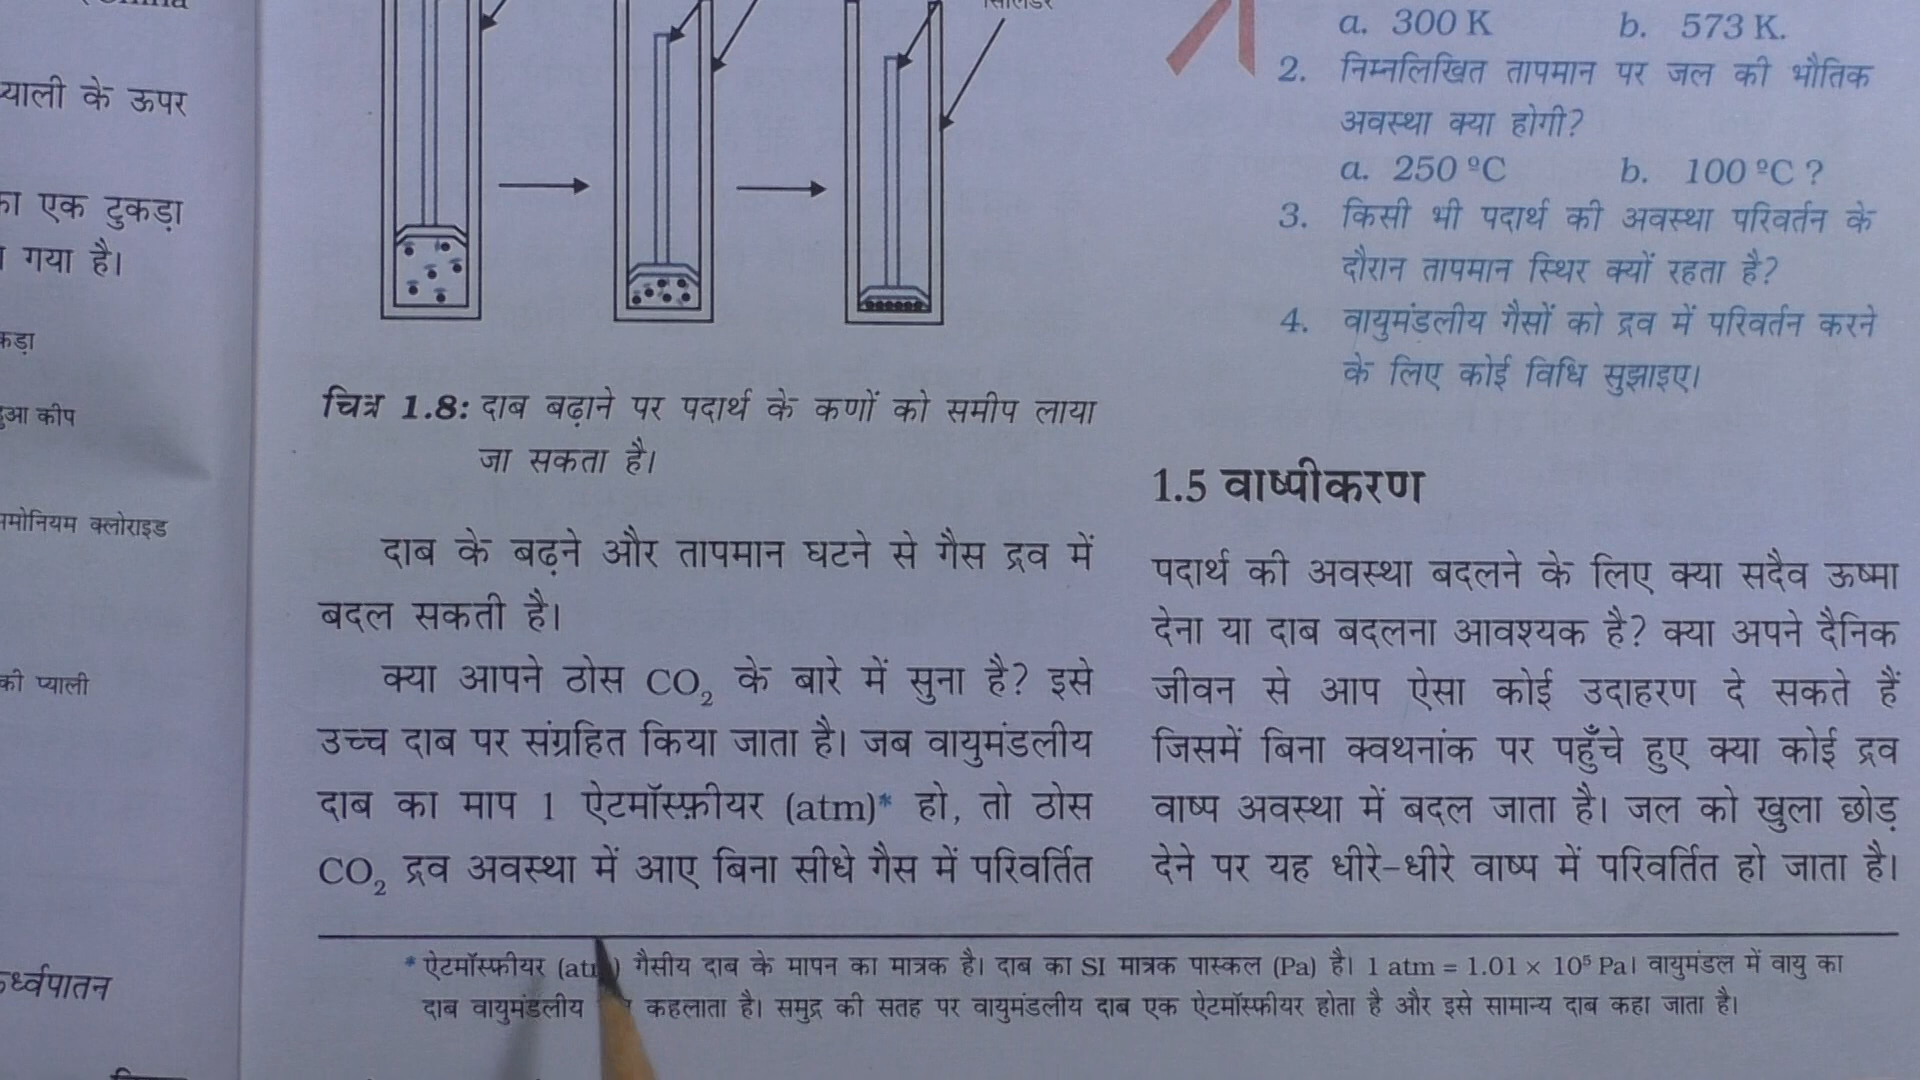 प्याली के ऊपर
का एक टुकड़ा
गया है।
हुआ कीप
क्लोराइड
की प्याली
सिलिंडर
चित्र 1.8: दाब बढ़ाने पर पदार्थ के कणों को समीप लाया
जा सकता है।
दाब के बढ़ने और तापमान घटने से गैस द्रव में
बदल सकती है।
क्या आपने ठोस CO₂ के बारे में सुना है? इसे
उच्च दाब पर संग्रहित किया जाता है। जब वायुमंडलीय
दाब का माप 1 ऐटमॉस्फ़ीयर (atm)* हो, तो ठोस
CO₂ द्रव अवस्था में आए बिना सीधे गैस में परिवर्तित
a. 300 K b. 573 K.
2. निम्नलिखित तापमान पर जल की भौतिक
अवस्था क्या होगी?
a. 250 ºC b. 100 ºC ?
3. किसी भी पदार्थ की अवस्था परिवर्तन के
दौरान तापमान स्थिर क्यों रहता है?
4. वायुमंडलीय गैसों को द्रव में परिवर्तन करने
के लिए कोई विधि सुझाइए।
1.5 वाष्पीकरण
पदार्थ की अवस्था बदलने के लिए क्या सदैव ऊष्मा
देना या दाब बदलना आवश्यक है? क्या अपने दैनिक
जीवन से आप ऐसा कोई उदाहरण दे सकते हैं
जिसमें बिना क्वथनांक पर पहुँचे हुए क्या कोई द्रव
वाष्प अवस्था में बदल जाता है। जल को खुला छोड़
देने पर यह धीरे-धीरे वाष्प में परिवर्तित हो जाता है।
* ऐटमॉस्फ़ीयर (atm) गैसीय दाब के मापन का मात्रक है। दाब का SI मात्रक पास्कल (Pa) है। 1 atm = 1.01 × 10⁵ Pa। वायुमंडल में वायु का
दाब वायुमंडलीय कहलाता है। समुद्र की सतह पर वायुमंडलीय दाब एक ऐटमॉस्फ़ीयर होता है और इसे सामान्य दाब कहा जाता है।